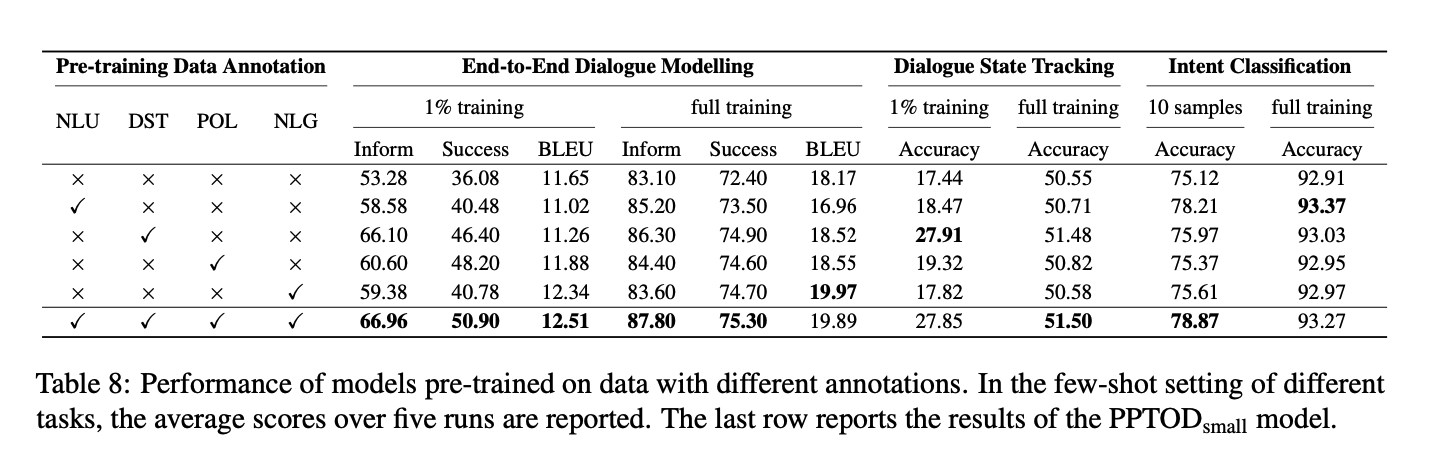 Pre-training Data Annotation End-to-End Dialogue Modelling Dialogue State Tracking Intent Classification
NLU DST POL NLG 1% training full training 1% training full training 10 samples full training
Inform Success BLEU Inform Success BLEU Accuracy Accuracy Accuracy Accuracy
× × × × 53.28 36.08 11.65 83.10 72.40 18.17 17.44 50.55 75.12 92.91
✓ × × × 58.58 40.48 11.02 85.20 73.50 16.96 18.47 50.71 78.21 93.37
× ✓ × × 66.10 46.40 11.26 86.30 74.90 18.52 27.91 51.48 75.97 93.03
× × ✓ × 60.60 48.20 11.88 84.40 74.60 18.55 19.32 50.82 75.37 92.95
× × × ✓ 59.38 40.78 12.34 83.60 74.70 19.97 17.82 50.58 75.61 92.97
✓ ✓ ✓ ✓ 66.96 50.90 12.51 87.80 75.30 19.89 27.85 51.50 78.87 93.27
Table 8: Performance of models pre-trained on data with different annotations. In the few-shot setting of different
tasks, the average scores over five runs are reported. The last row reports the results of the PPTODsmall model.